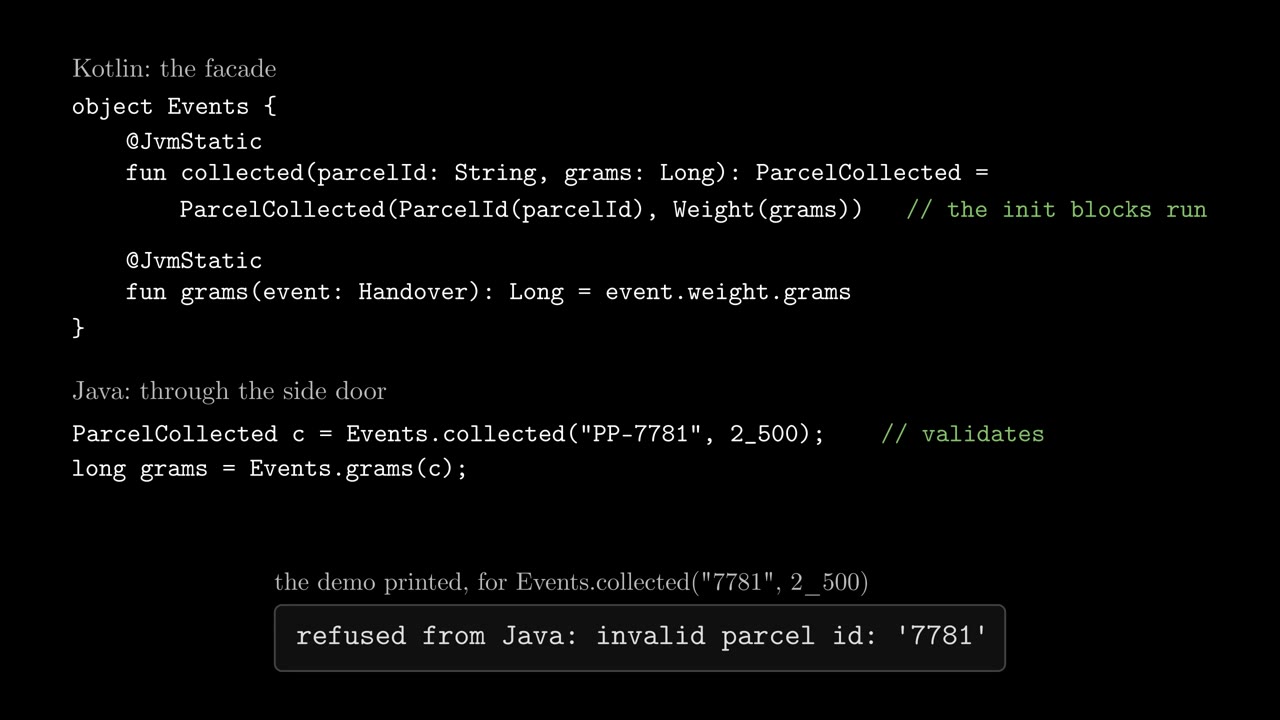 Kotlin: the facade
object Events {
    @JvmStatic
    fun collected(parcelId: String, grams: Long): ParcelCollected =
        ParcelCollected(ParcelId(parcelId), Weight(grams))   // the init blocks run
    @JvmStatic
    fun grams(event: Handover): Long = event.weight.grams
}
Java: through the side door
ParcelCollected c = Events.collected("PP-7781", 2_500);    // validates
long grams = Events.grams(c);
the demo printed, for Events.collected("7781", 2_500)
refused from Java: invalid parcel id: '7781'